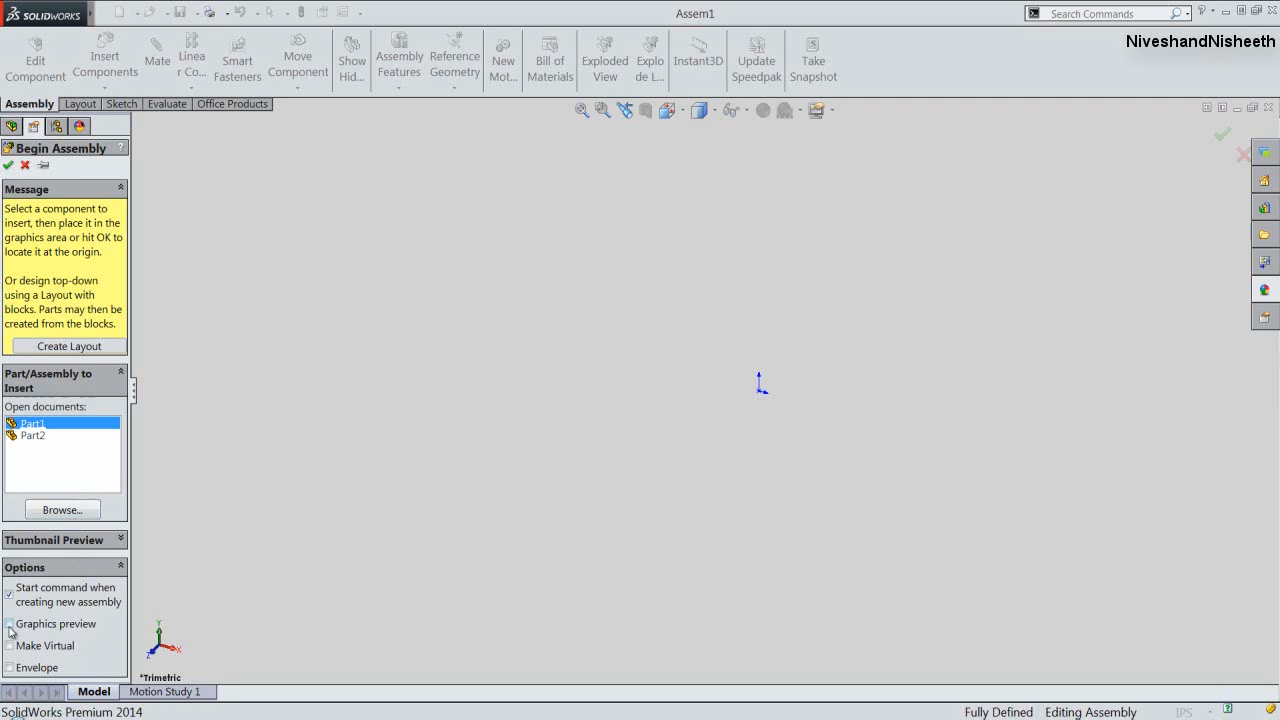 SOLIDWORKS
Assem1
Search Commands
NiveshandNisheeth
Edit
Component
Insert
Components
Mate
Linea
r Co...
Smart
Fasteners
Move
Component
Show
Hid...
Assembly
Features
Reference
Geometry
New
Mot...
Bill of
Materials
Exploded
View
Explo
de L...
Instant3D
Update
Speedpak
Take
Snapshot
Assembly
Layout
Sketch
Evaluate
Office Products
Begin Assembly
?
Message
Select a component to
insert, then place it in the
graphics area or hit OK to
locate it at the origin.
Or design top-down
using a Layout with
blocks. Parts may then be
created from the blocks.
Create Layout
Part/Assembly to
Insert
Open documents:
Part1
Part2
Browse...
Thumbnail Preview
Options
Start command when
creating new assembly
Graphics preview
Make Virtual
Envelope
Y
X
Z
*Trimetric
Model
Motion Study 1
SolidWorks Premium 2014
Fully Defined
Editing Assembly
IPS